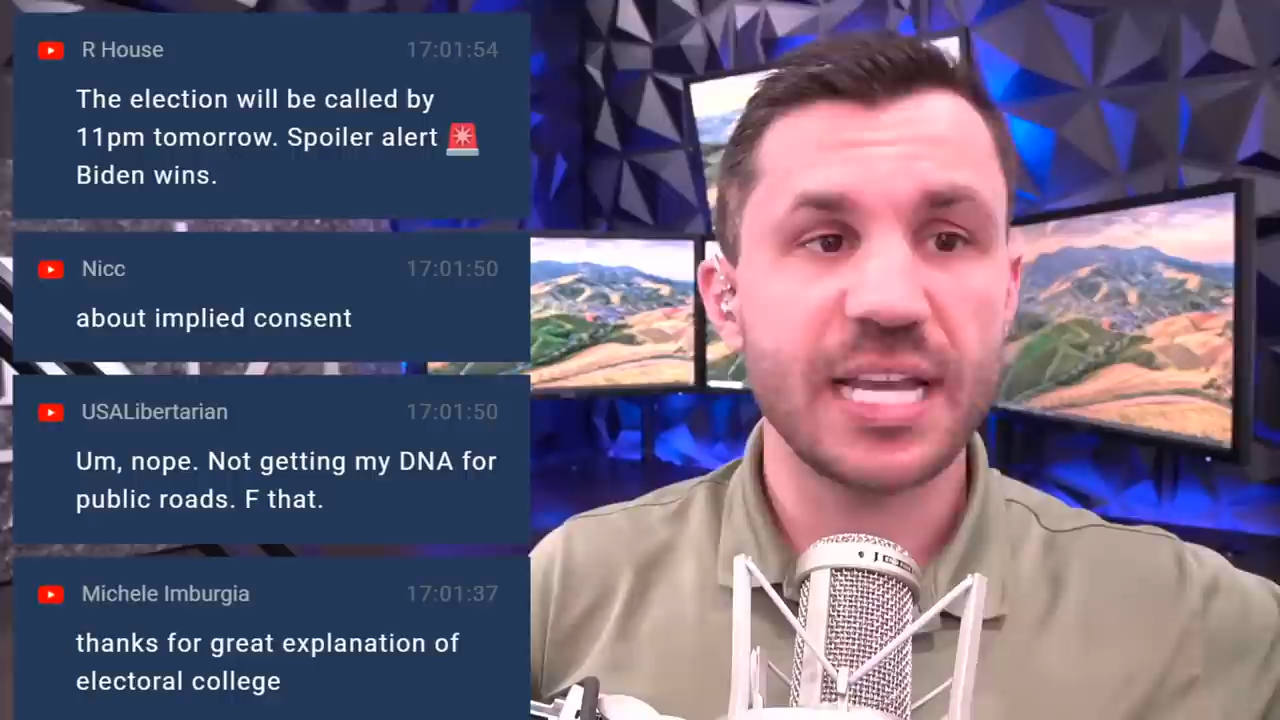 R House 17:01:54
The election will be called by
11pm tomorrow. Spoiler alert 🚨
Biden wins.
Nicc 17:01:50
about implied consent
USALibertarian 17:01:50
Um, nope. Not getting my DNA for
public roads. F that.
Michele Imburgia 17:01:37
thanks for great explanation of
electoral college